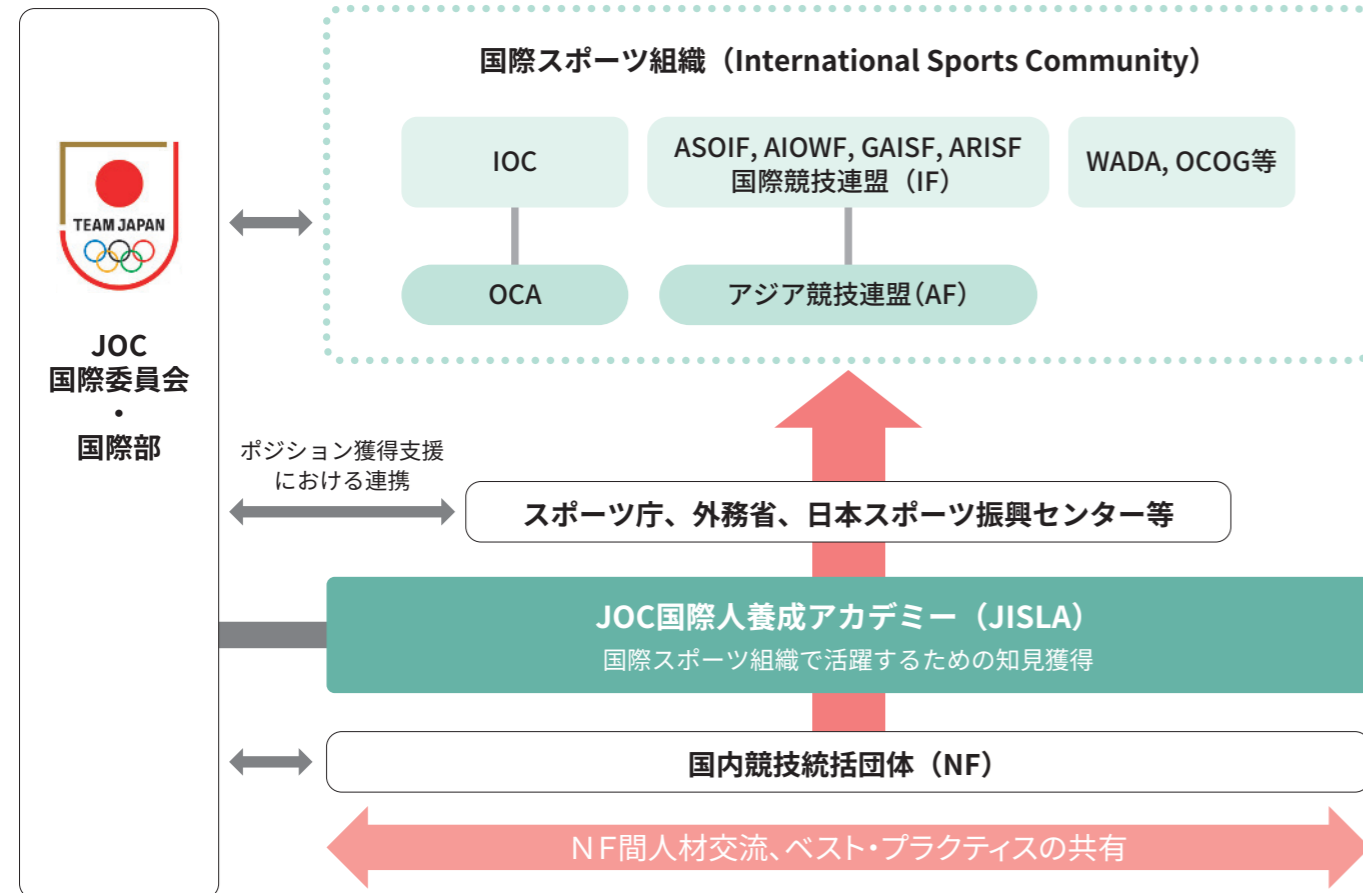 国際スポーツ組織（International Sports Community）
IOC
ASOIF, AIOWF, GAISF, ARISF
国際競技連盟（IF）
WADA, OCOG等
OCA
アジア競技連盟（AF）
TEAM JAPAN
JOC
国際委員会
・
国際部
ポジション獲得支援
における連携
スポーツ庁、外務省、日本スポーツ振興センター等
JOC国際人養成アカデミー（JISLA）
国際スポーツ組織で活躍するための知見獲得
国内競技統括団体（NF）
ＮＦ間人材交流、ベスト・プラクティスの共有